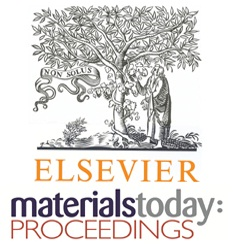 NON SOLUS
ELSEVIER
materialstoday:
PROCEEDINGS